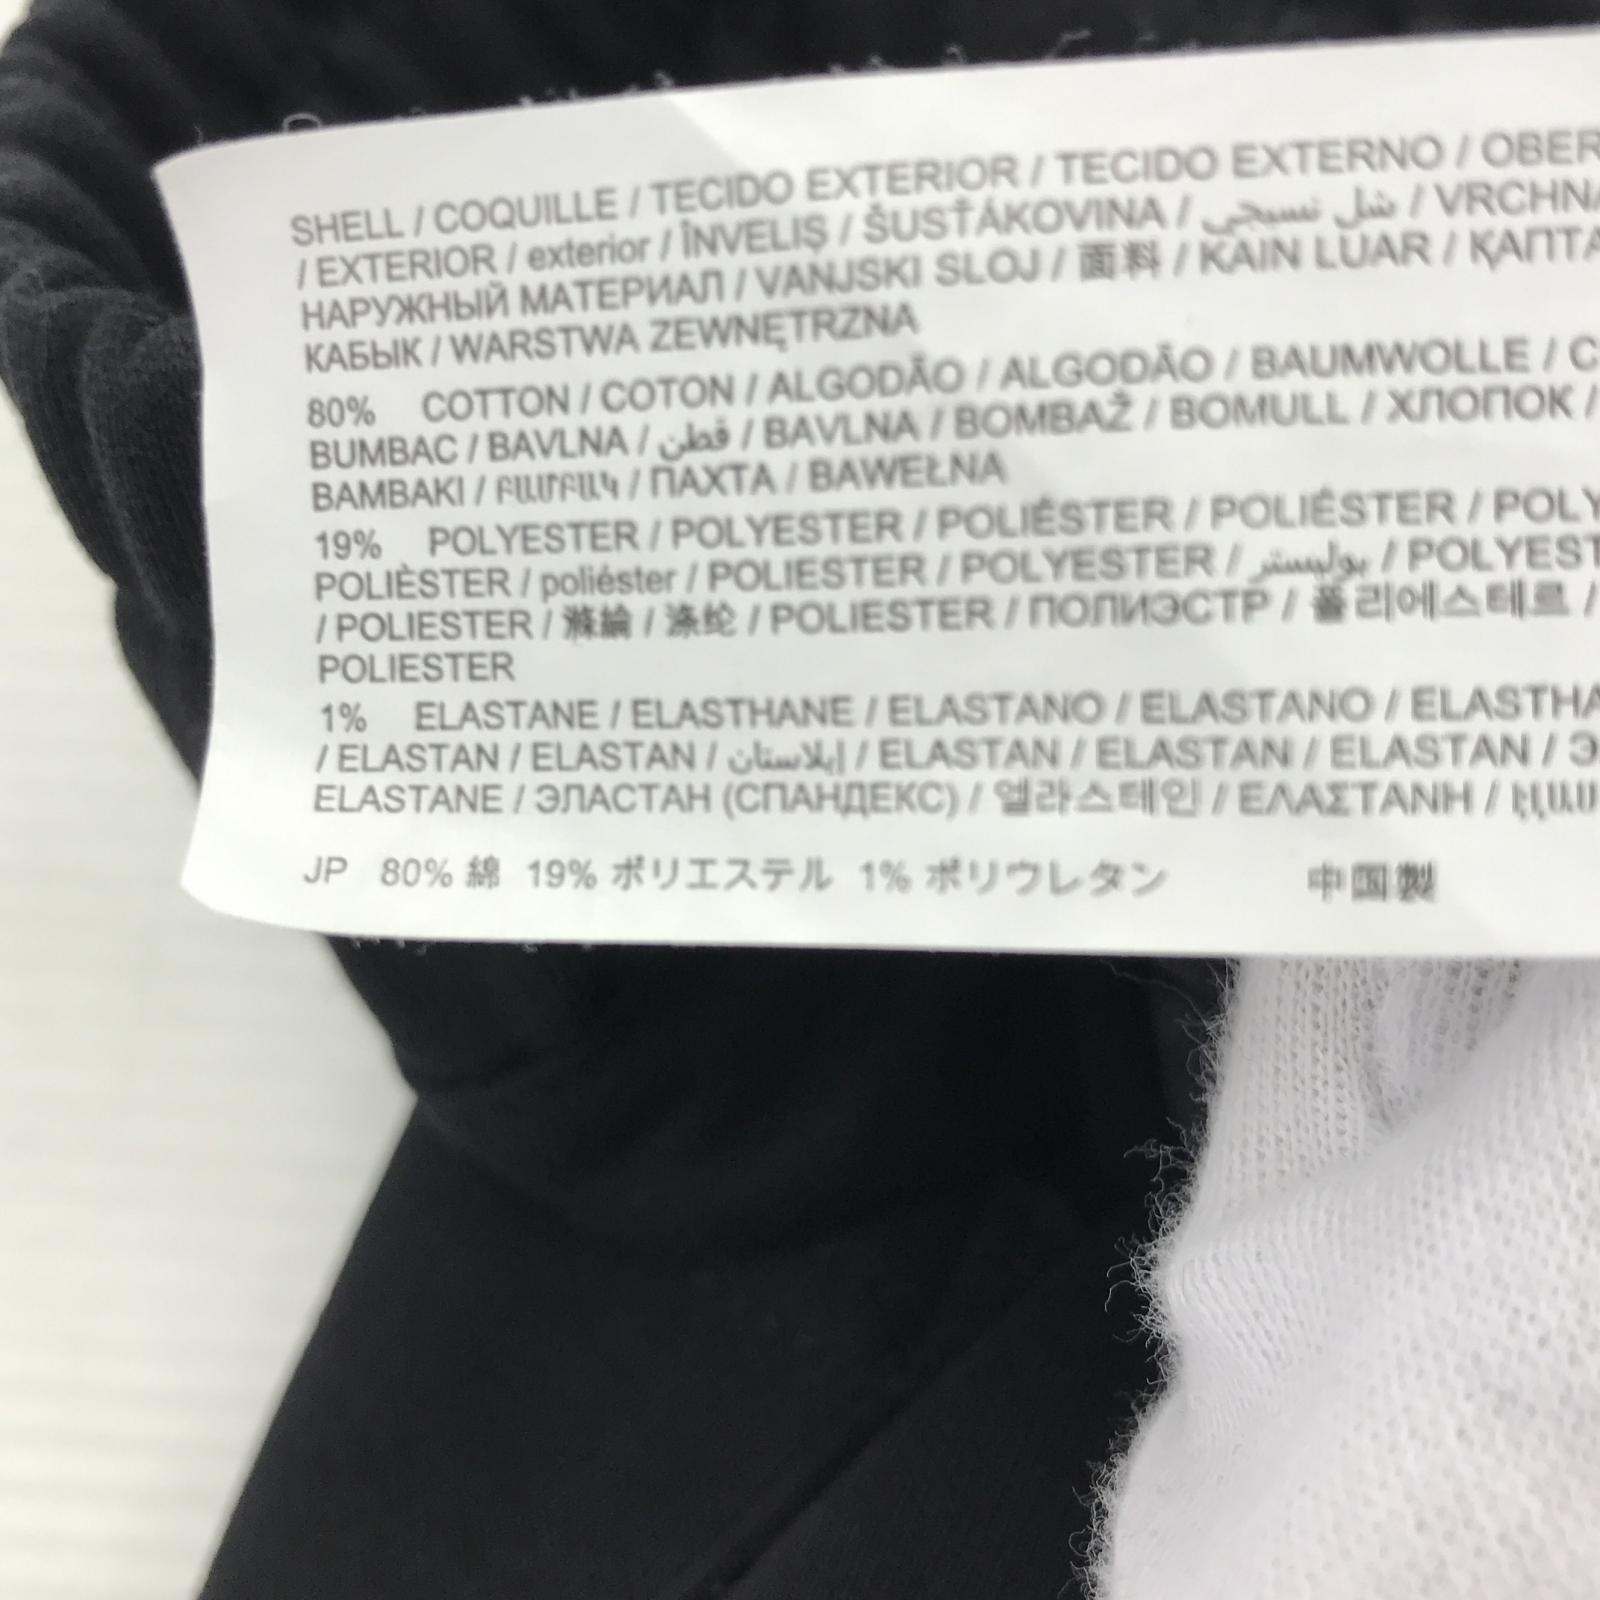 SHELL / COQUILLE / TECIDO EXTERIOR / TECIDO EXTERNO / OBER
/ EXTERIOR / exterior / ÎNVELIŞ / ŠUSŤÁKOVINA / شل نسيجي / VRCHNA
НАРУЖНЫЙ МАТЕРИАЛ / VANJSKI SLOJ / 面料 / KAIN LUAR / ҚАПТА
КАБЫК / WARSTWA ZEWNĘTRZNA
80% COTTON / COTON / ALGODÃO / ALGODÃO / BAUMWOLLE / C
BUMBAC / BAVLNA / قطن / BAVLNA / BOMBAŽ / BOMULL / ХЛОПОК /
BAMBAKI / ԲԱՄԲԱԿ / ПАХТА / BAWEŁNA
19% POLYESTER / POLYESTER / POLIÉSTER / POLIÉSTER / POLY
POLIÈSTER / poliéster / POLIESTER / POLYESTER / بوليستر / POLYEST
/ POLIESTER / 滌綸 / 涤纶 / POLIESTER / ПОЛИЭСТР / 폴리에스테르 /
POLIESTER
1% ELASTANE / ELASTHANE / ELASTANO / ELASTANO / ELASTHA
/ ELASTAN / ELASTAN / إيلاستان / ELASTAN / ELASTAN / ELASTAN / Э
ELASTANE / ЭЛАСТАН (СПАНДЕКС) / 엘라스테인 / ΕΛΑΣΤΑΝΗ / ԷԼԱՍ
JP 80% 綿 19% ポリエステル 1% ポリウレタン 中国製